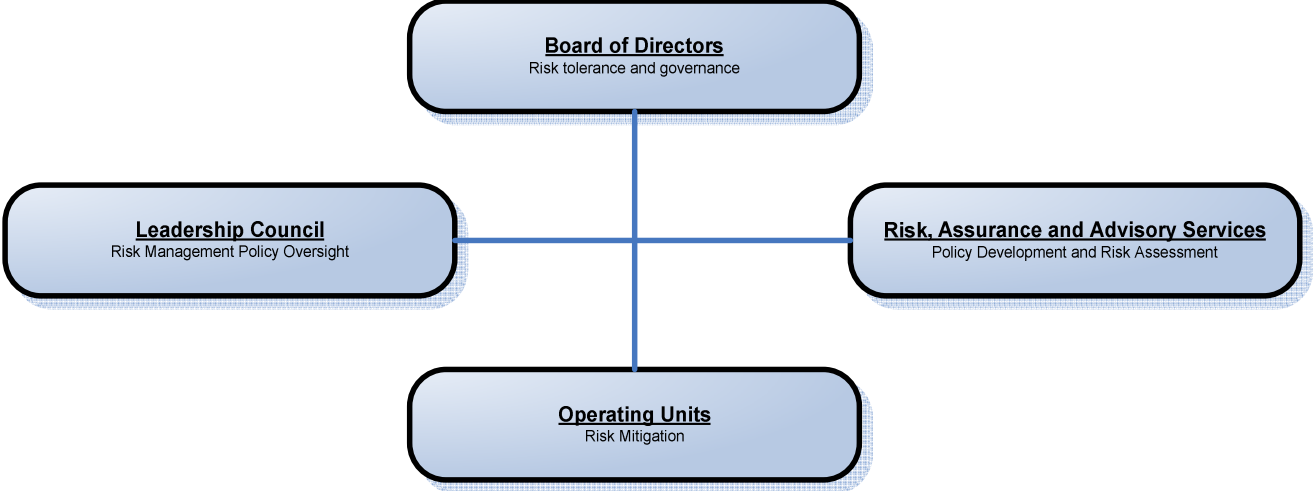 Board of Directors
Risk tolerance and governance
Leadership Council
Risk Management Policy Oversight
Risk, Assurance and Advisory Services
Policy Development and Risk Assessment
Operating Units
Risk Mitigation